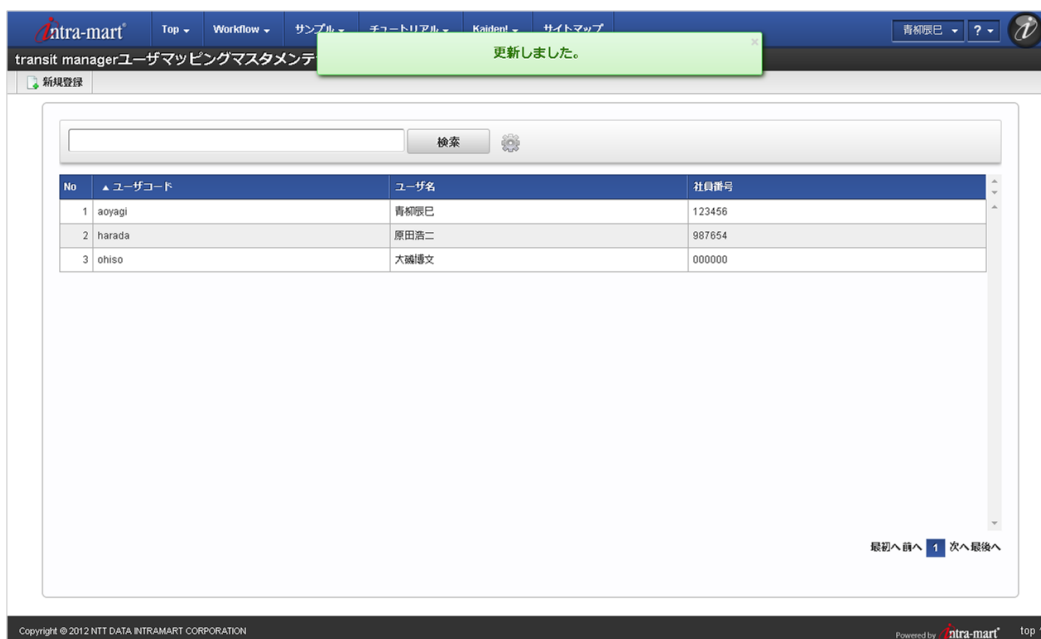 intra-mart Top Workflow サンプル チュートリアル Kaiden! サイトマップ 青柳辰巳 ?
更新しました。 ×
transit managerユーザマッピングマスタメンテ
新規登録
検索
No ▲ ユーザコード ユーザ名 社員番号
1 aoyagi 青柳辰巳 123456
2 harada 原田浩二 987654
3 ohiso 大磯博文 000000
最初へ 前へ 1 次へ 最後へ
Copyright © 2012 NTT DATA INTRAMART CORPORATION Powered by intra-mart top